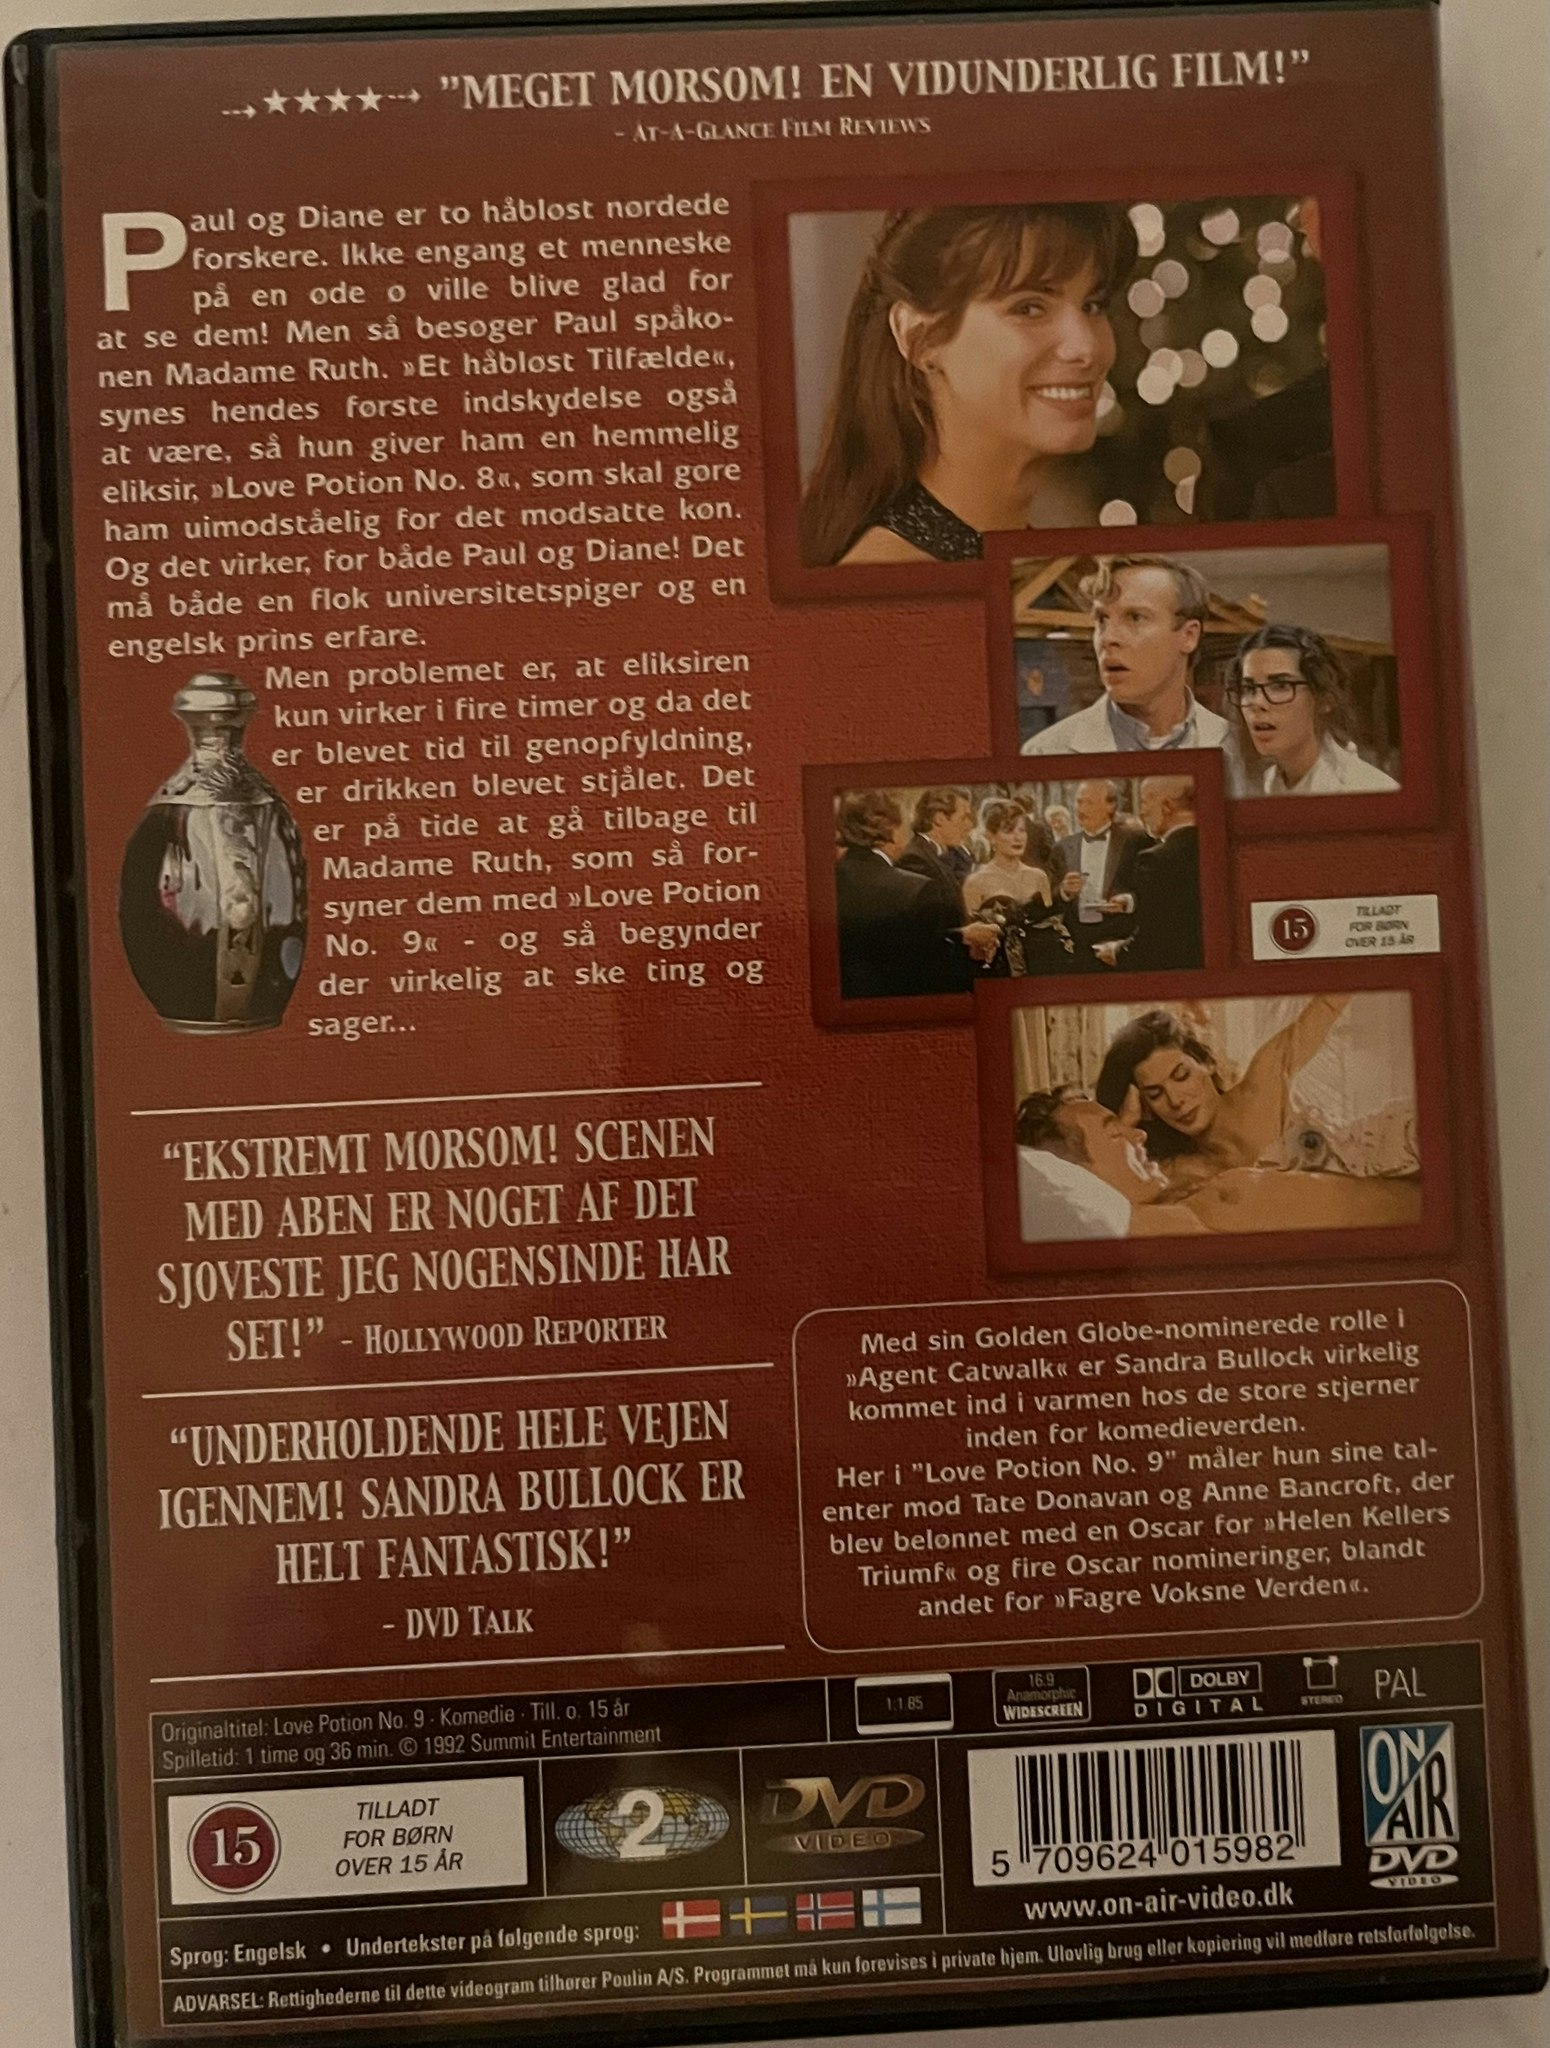 ★★★★ ”MEGET MORSOM! EN VIDUNDERLIG FILM!”
- AT-A-GLANCE FILM REVIEWS
Paul og Diane er to håbløst nørdede
forskere. Ikke engang et menneske
på en øde ø ville blive glad for
at se dem! Men så besøger Paul spåko-
nen Madame Ruth. »Et håbløst Tilfælde«,
synes hendes første indskydelse også
at være, så hun giver ham en hemmelig
eliksir, »Love Potion No. 8«, som skal gøre
ham uimodståelig for det modsatte køn.
Og det virker, for både Paul og Diane! Det
må både en flok universitetspiger og en
engelsk prins erfare.
Men problemet er, at eliksiren
kun virker i fire timer og da det
er blevet tid til genopfyldning,
er drikken blevet stjålet. Det
er på tide at gå tilbage til
Madame Ruth, som så for-
syner dem med »Love Potion
No. 9« - og så begynder
der virkelig at ske ting og
sager...
15
TILLADT
FOR BØRN
OVER 15 ÅR
“EKSTREMT MORSOM! SCENEN
MED ABEN ER NOGET AF DET
SJOVESTE JEG NOGENSINDE HAR
SET!” - HOLLYWOOD REPORTER
“UNDERHOLDENDE HELE VEJEN
IGENNEM! SANDRA BULLOCK ER
HELT FANTASTISK!”
- DVD TALK
Med sin Golden Globe-nominerede rolle i
»Agent Catwalk« er Sandra Bullock virkelig
kommet ind i varmen hos de store stjerner
inden for komedieverden.
Her i ”Love Potion No. 9” måler hun sine tal-
enter mod Tate Donavan og Anne Bancroft, der
blev belønnet med en Oscar for »Helen Kellers
Triumf« og fire Oscar nomineringer, blandt
andet for »Fagre Voksne Verden«.
Originaltitel: Love Potion No. 9 · Komedie · Till. o. 15 år
Spilletid: 1 time og 36 min. © 1992 Summit Entertainment
1:1.85
16:9
Anamorphic
WIDESCREEN
DOLBY
DIGITAL
STEREO
PAL
15
TILLADT
FOR BØRN
OVER 15 ÅR
2
DVD
VIDEO
5 709624 015982
www.on-air-video.dk
ON AIR
DVD
VIDEO
Sprog: Engelsk • Undertekster på følgende sprog:
ADVARSEL: Rettighederne til dette videogram tilhører Poulin A/S. Programmet må kun forevises i private hjem. Ulovlig brug eller kopiering vil medføre retsforfølgelse.